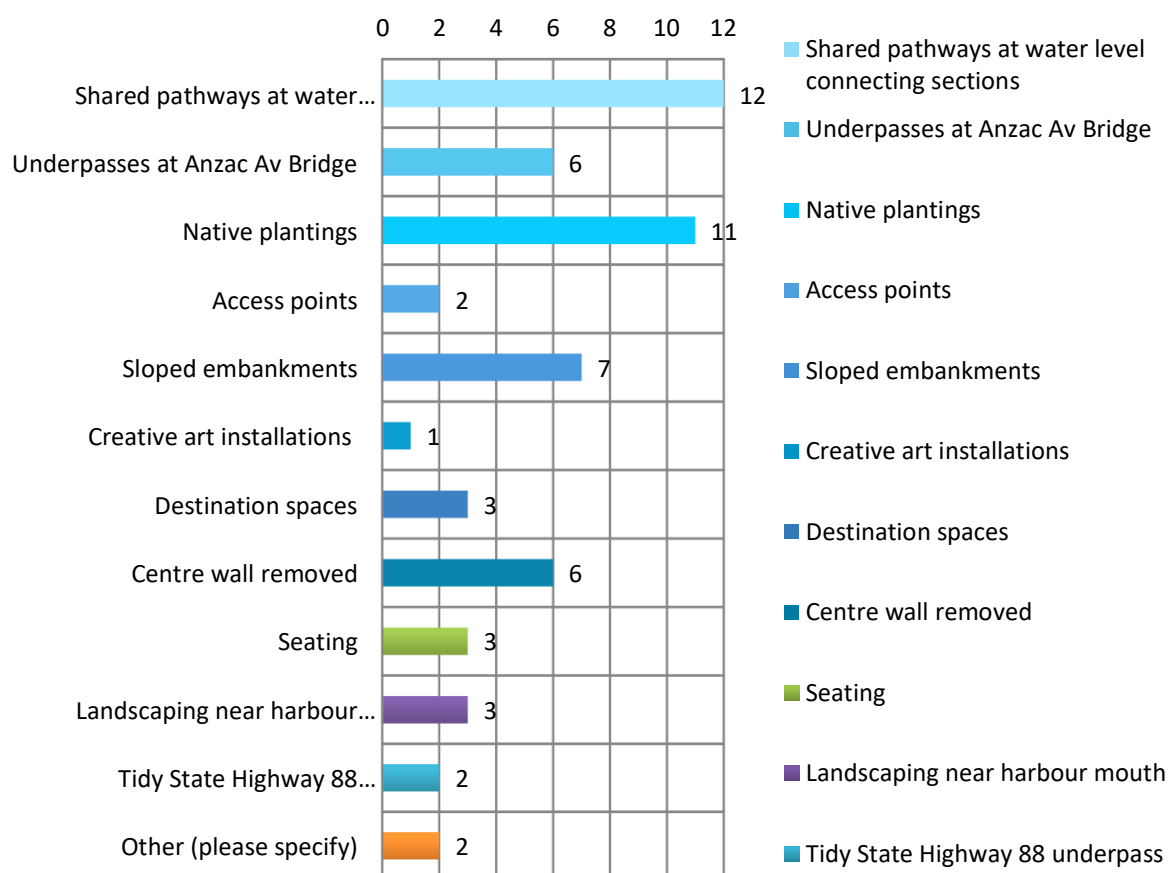 0 2 4 6 8 10 12
Shared pathways at water... 12
Underpasses at Anzac Av Bridge 6
Native plantings 11
Access points 2
Sloped embankments 7
Creative art installations 1
Destination spaces 3
Centre wall removed 6
Seating 3
Landscaping near harbour... 3
Tidy State Highway 88... 2
Other (please specify) 2
Shared pathways at water level
connecting sections
Underpasses at Anzac Av Bridge
Native plantings
Access points
Sloped embankments
Creative art installations
Destination spaces
Centre wall removed
Seating
Landscaping near harbour mouth
Tidy State Highway 88 underpass